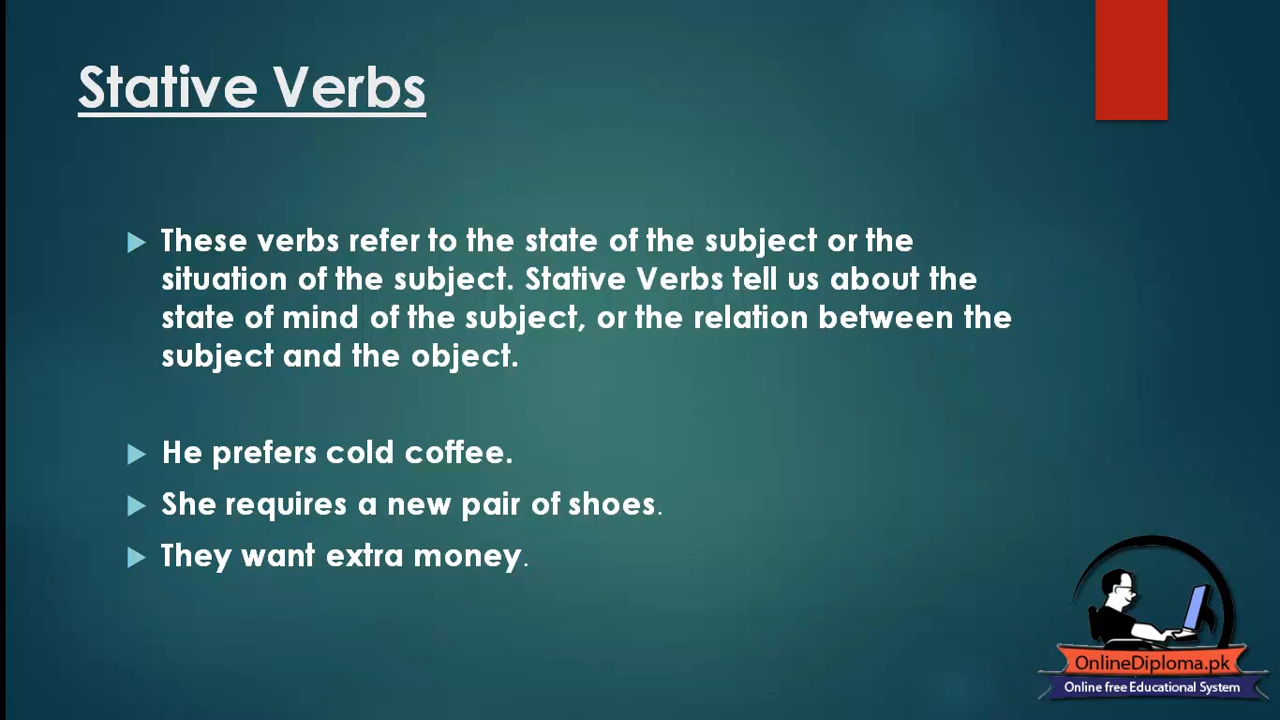 Stative Verbs
These verbs refer to the state of the subject or the
situation of the subject. Stative Verbs tell us about the
state of mind of the subject, or the relation between the
subject and the object.
He prefers cold coffee.
She requires a new pair of shoes.
They want extra money.
OnlineDiploma.pk
Online free Educational System